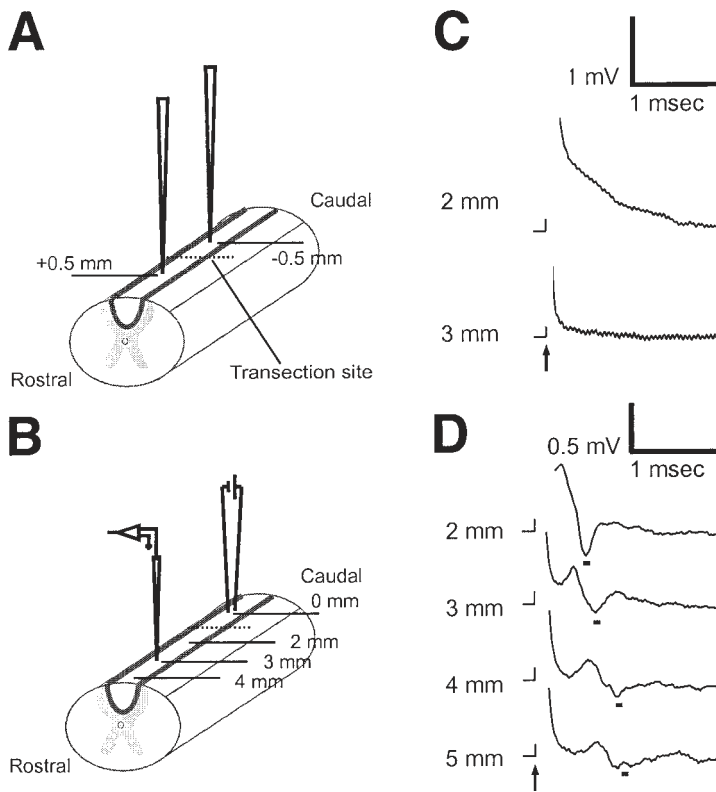 A
Caudal
+0.5 mm
-0.5 mm
Transection site
Rostral
B
Caudal
0 mm
2 mm
3 mm
4 mm
Rostral
C
1 mV
1 msec
2 mm
3 mm
D
0.5 mV
1 msec
2 mm
3 mm
4 mm
5 mm